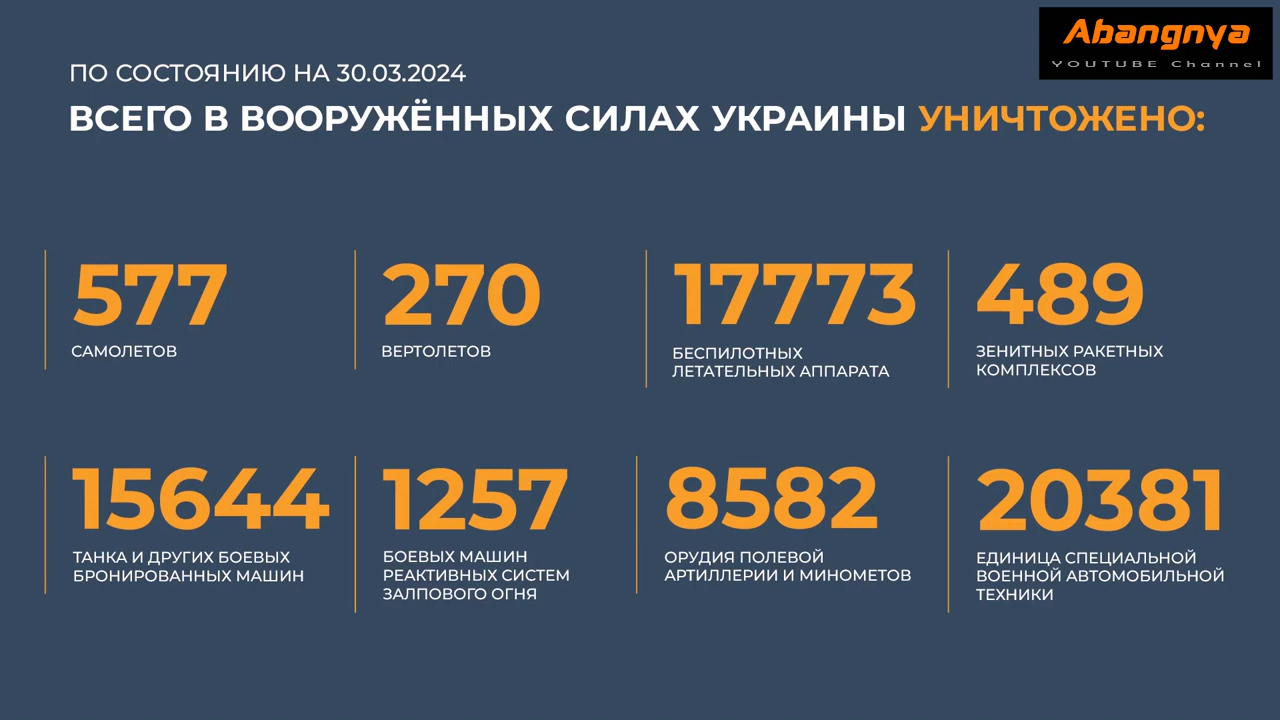 Abangnya
YOUTUBE Channel
ПО СОСТОЯНИЮ НА 30.03.2024
ВСЕГО В ВООРУЖЁННЫХ СИЛАХ УКРАИНЫ УНИЧТОЖЕНО:
577
САМОЛЕТОВ
270
ВЕРТОЛЕТОВ
17773
БЕСПИЛОТНЫХ
ЛЕТАТЕЛЬНЫХ АППАРАТА
489
ЗЕНИТНЫХ РАКЕТНЫХ
КОМПЛЕКСОВ
15644
ТАНКА И ДРУГИХ БОЕВЫХ
БРОНИРОВАННЫХ МАШИН
1257
БОЕВЫХ МАШИН
РЕАКТИВНЫХ СИСТЕМ
ЗАЛПОВОГО ОГНЯ
8582
ОРУДИЯ ПОЛЕВОЙ
АРТИЛЛЕРИИ И МИНОМЕТОВ
20381
ЕДИНИЦА СПЕЦИАЛЬНОЙ
ВОЕННОЙ АВТОМОБИЛЬНОЙ
ТЕХНИКИ